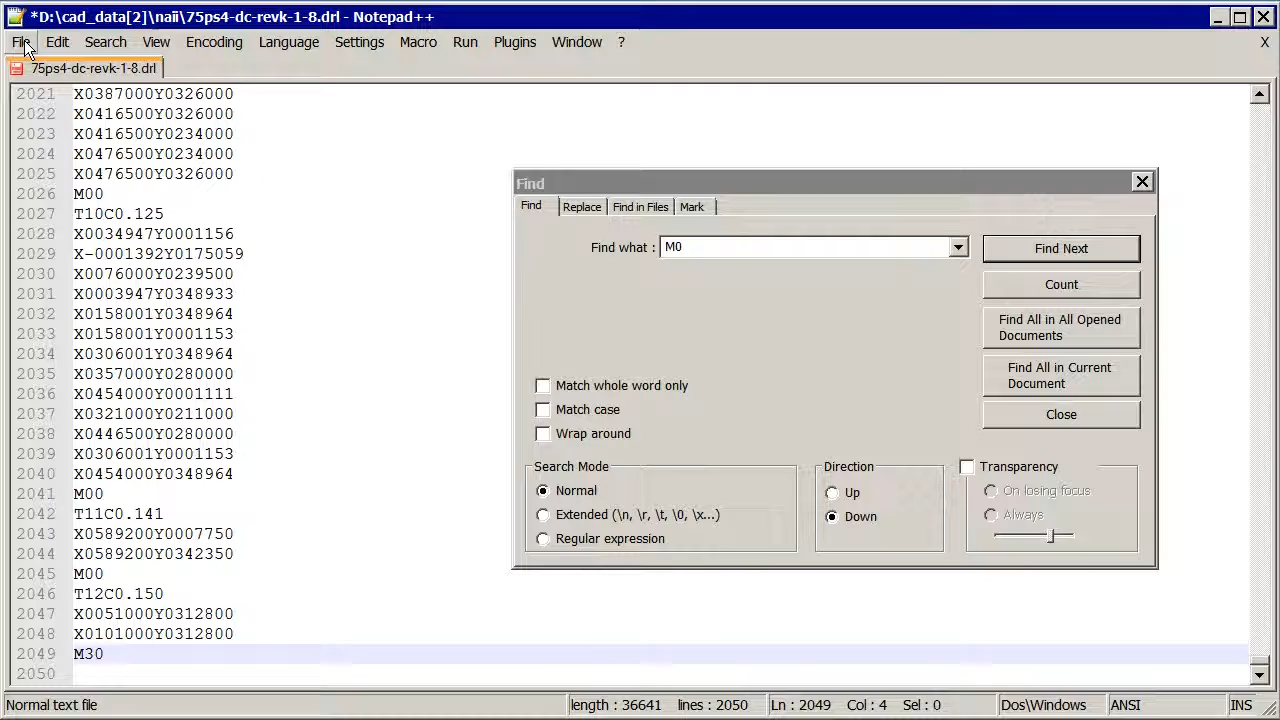 *D:\cad_data[2]\naii\75ps4-dc-revk-1-8.drl - Notepad++
File Edit Search View Encoding Language Settings Macro Run Plugins Window ? X
75ps4-dc-revk-1-8.drl
2021 X0387000Y0326000
2022 X0416500Y0326000
2023 X0416500Y0234000
2024 X0476500Y0234000
2025 X0476500Y0326000
2026 M00
2027 T10C0.125
2028 X0034947Y0001156
2029 X-0001392Y0175059
2030 X0076000Y0239500
2031 X0003947Y0348933
2032 X0158001Y0348964
2033 X0158001Y0001153
2034 X0306001Y0348964
2035 X0357000Y0280000
2036 X0454000Y0001111
2037 X0321000Y0211000
2038 X0446500Y0280000
2039 X0306001Y0001153
2040 X0454000Y0348964
2041 M00
2042 T11C0.141
2043 X0589200Y0007750
2044 X0589200Y0342350
2045 M00
2046 T12C0.150
2047 X0051000Y0312800
2048 X0101000Y0312800
2049 M30
2050
Find
Find Replace Find in Files Mark
Find what : M0
Find Next
Count
Find All in All Opened
Documents
Find All in Current
Document
Close
Match whole word only
Match case
Wrap around
Search Mode
Normal
Extended (\n, \r, \t, \0, \x...)
Regular expression
Direction
Up
Down
Transparency
On losing focus
Always
Normal text file length : 36641 lines : 2050 Ln : 2049 Col : 4 Sel : 0 Dos\Windows ANSI INS